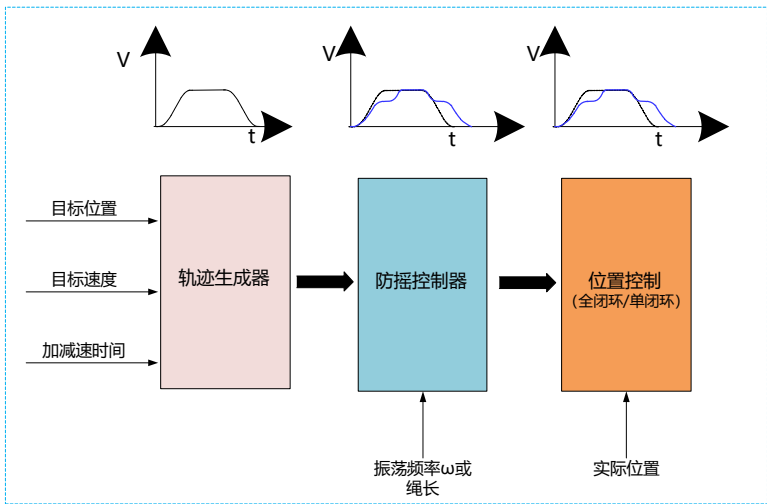 V
t
V
t
V
t
目标位置
目标速度
加减速时间
轨迹生成器
防摇控制器
位置控制
(全闭环/单闭环)
振荡频率ω或
绳长
实际位置